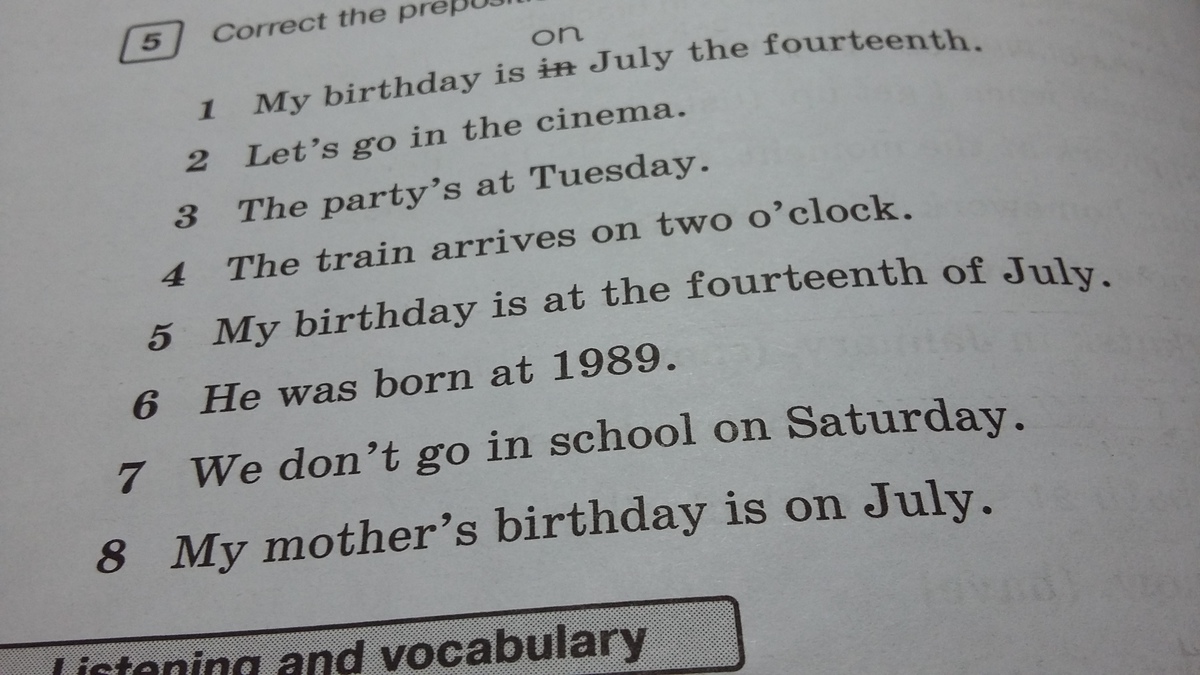 5 Correct the
on
1 My birthday is in July the fourteenth.
2 Let's go in the cinema.
3 The party's at Tuesday.
4 The train arrives on two o'clock.
5 My birthday is at the fourteenth of July.
6 He was born at 1989.
7 We don't go in school on Saturday.
8 My mother's birthday is on July.
Listening and vocabulary